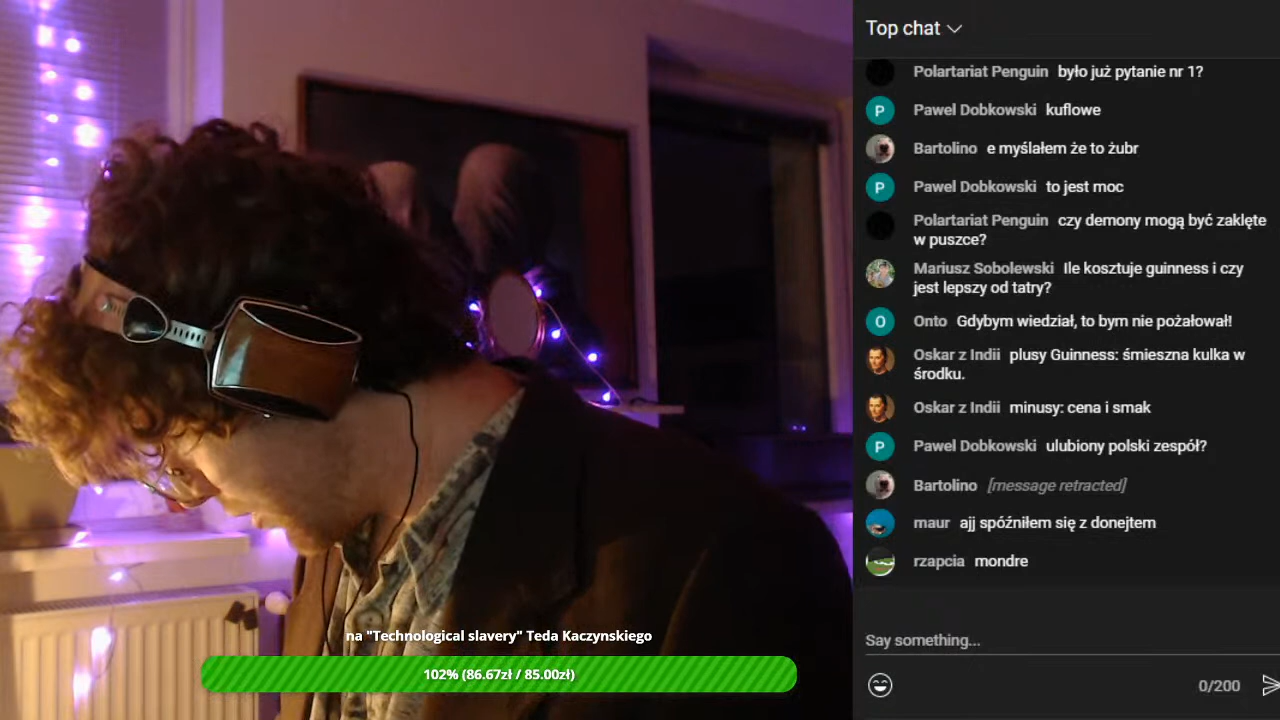 Top chat
Polartariat Penguin było już pytanie nr 1?
P Pawel Dobkowski kuflowe
Bartolino e myślałem że to żubr
P Pawel Dobkowski to jest moc
Polartariat Penguin czy demony mogą być zaklęte
w puszce?
Mariusz Sobolewski Ile kosztuje guinness i czy
jest lepszy od tatry?
O Onto Gdybym wiedział, to bym nie pożałował!
Oskar z Indii plusy Guinness: śmieszna kulka w
środku.
Oskar z Indii minusy: cena i smak
P Pawel Dobkowski ulubiony polski zespół?
Bartolino [message retracted]
maur ajj spóźniłem się z donejtem
rzapcia mondre
na "Technological slavery" Teda Kaczynskiego
102% (86.67zł / 85.00zł)
Say something...
0/200